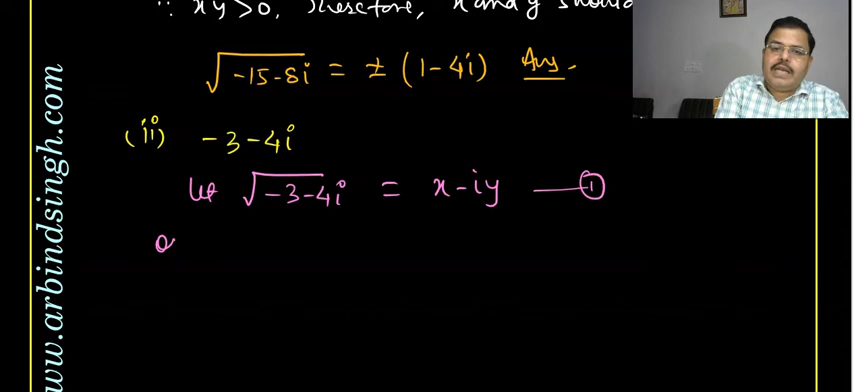 ∵ xy > 0, Therefore, x and y should
√-15-8i = ± (1-4i) Ans.
(ii) -3-4i
let √-3-4i = x-iy —①
www.arbindsingh.com